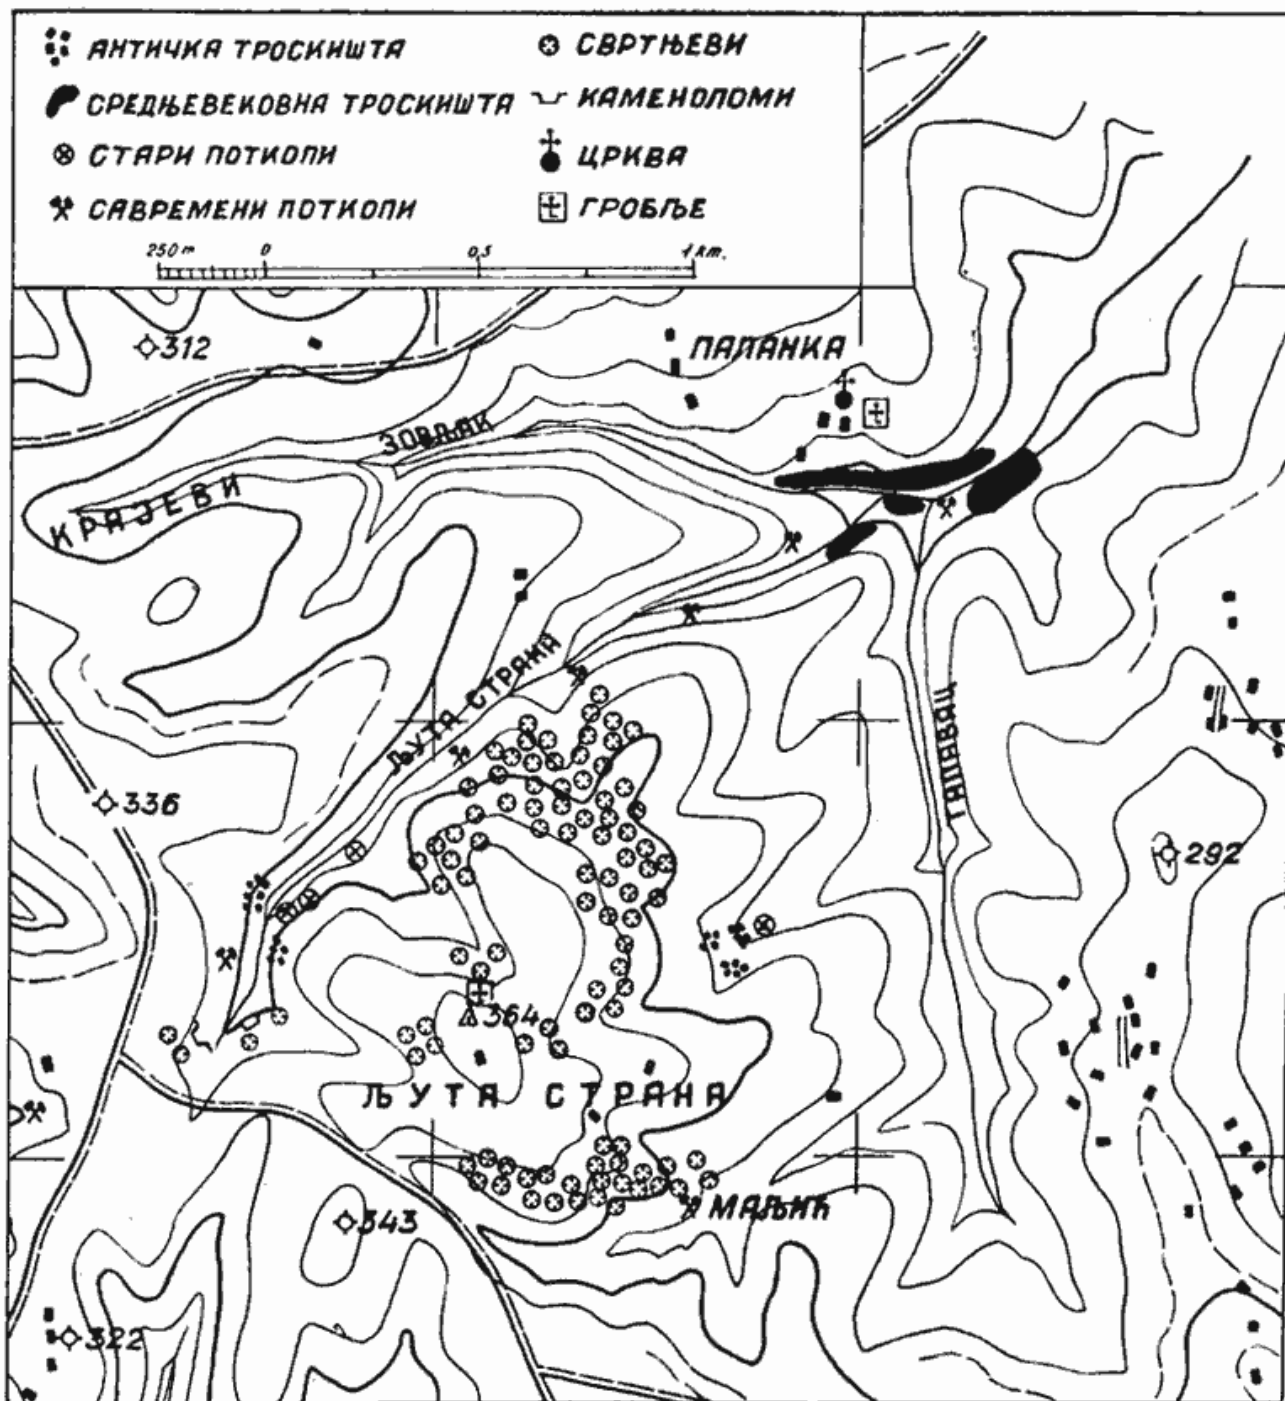 АНТИЧКА ТРОСКИШТА
СРЕДЊЕВЕКОВНА ТРОСКИШТА
СТАРИ ПОТКОПИ
САВРЕМЕНИ ПОТКОПИ
СВРТЊЕВИ
КАМЕНОЛОМИ
ЦРКВА
ГРОБЉЕ
250 m 0 0,5 1 km.
312
ПАЛАНКА
ЗОВЉАК
КРАЈЕВИ
ЉУТА СТРАНА
ТАПАВАЦ
336
292
364
ЉУТА СТРАНА
МАЉИЋ
343
322